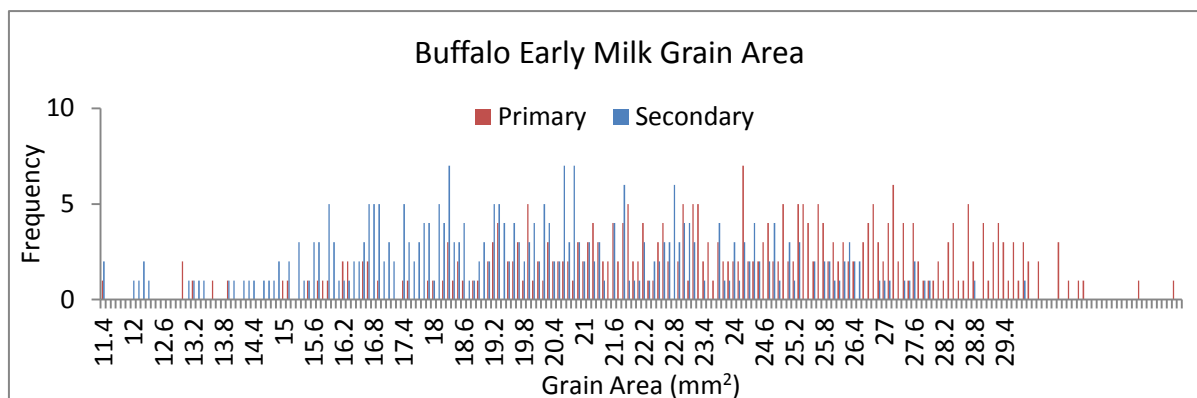 Buffalo Early Milk Grain Area
Primary Secondary
Frequency
10
5
0
11.4 12 12.6 13.2 13.8 14.4 15 15.6 16.2 16.8 17.4 18 18.6 19.2 19.8 20.4 21 21.6 22.2 22.8 23.4 24 24.6 25.2 25.8 26.4 27 27.6 28.2 28.8 29.4
Grain Area (mm²)